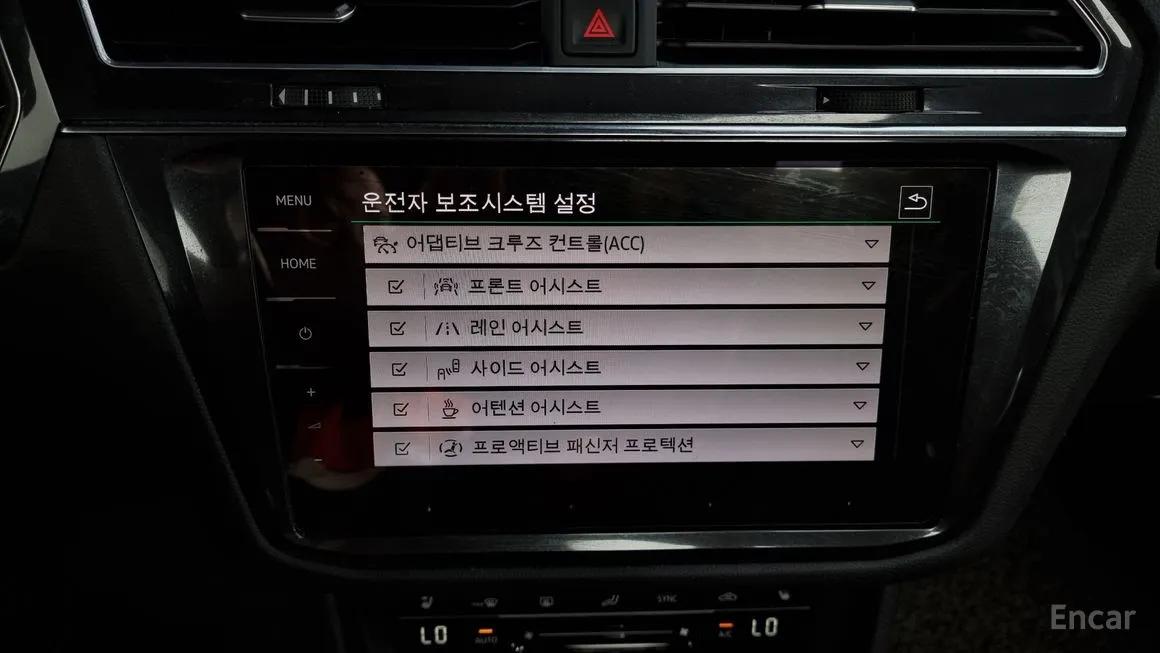 MENU
운전자 보조시스템 설정
어댑티브 크루즈 컨트롤(ACC)
HOME
프론트 어시스트
레인 어시스트
사이드 어시스트
+
어텐션 어시스트
프로액티브 패신저 프로텍션
−
SYNC
LO
AUTO
A/C
LO
Encar